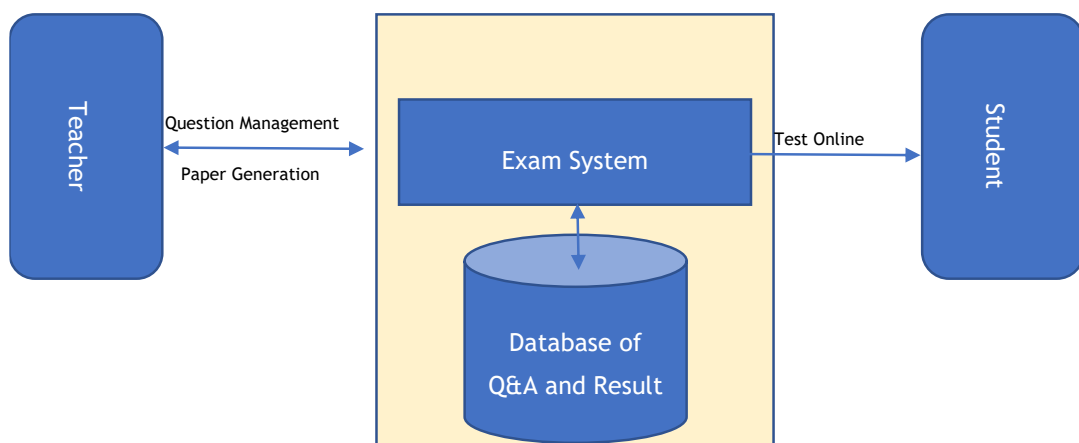 Teacher
Question Management
Paper Generation
Exam System
Test Online
Student
Database of
Q&A and Result